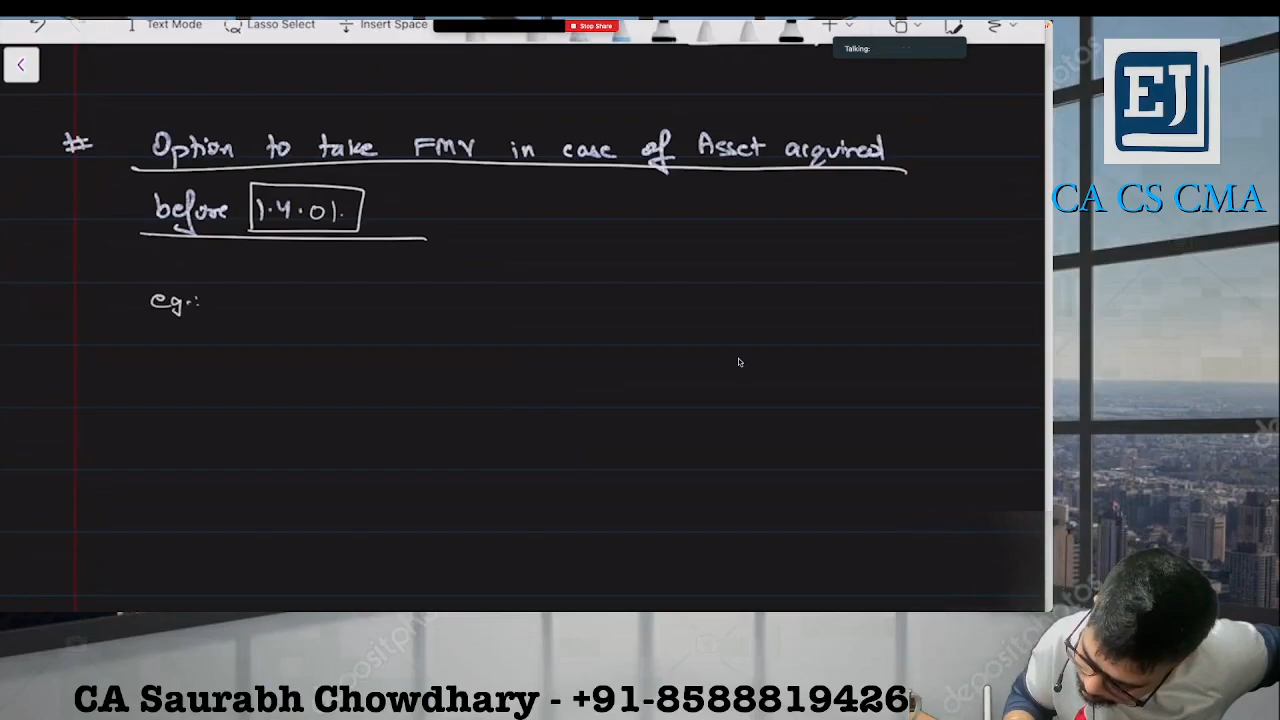 Text Mode Lasso Select Insert Space
Stop Share
Talking:
# Option to take FMV in case of Asset acquired
before 1.4.01.
eg.:
EJ
CA CS CMA
depositphotos
CA Saurabh Chowdhary - +91-8588819426